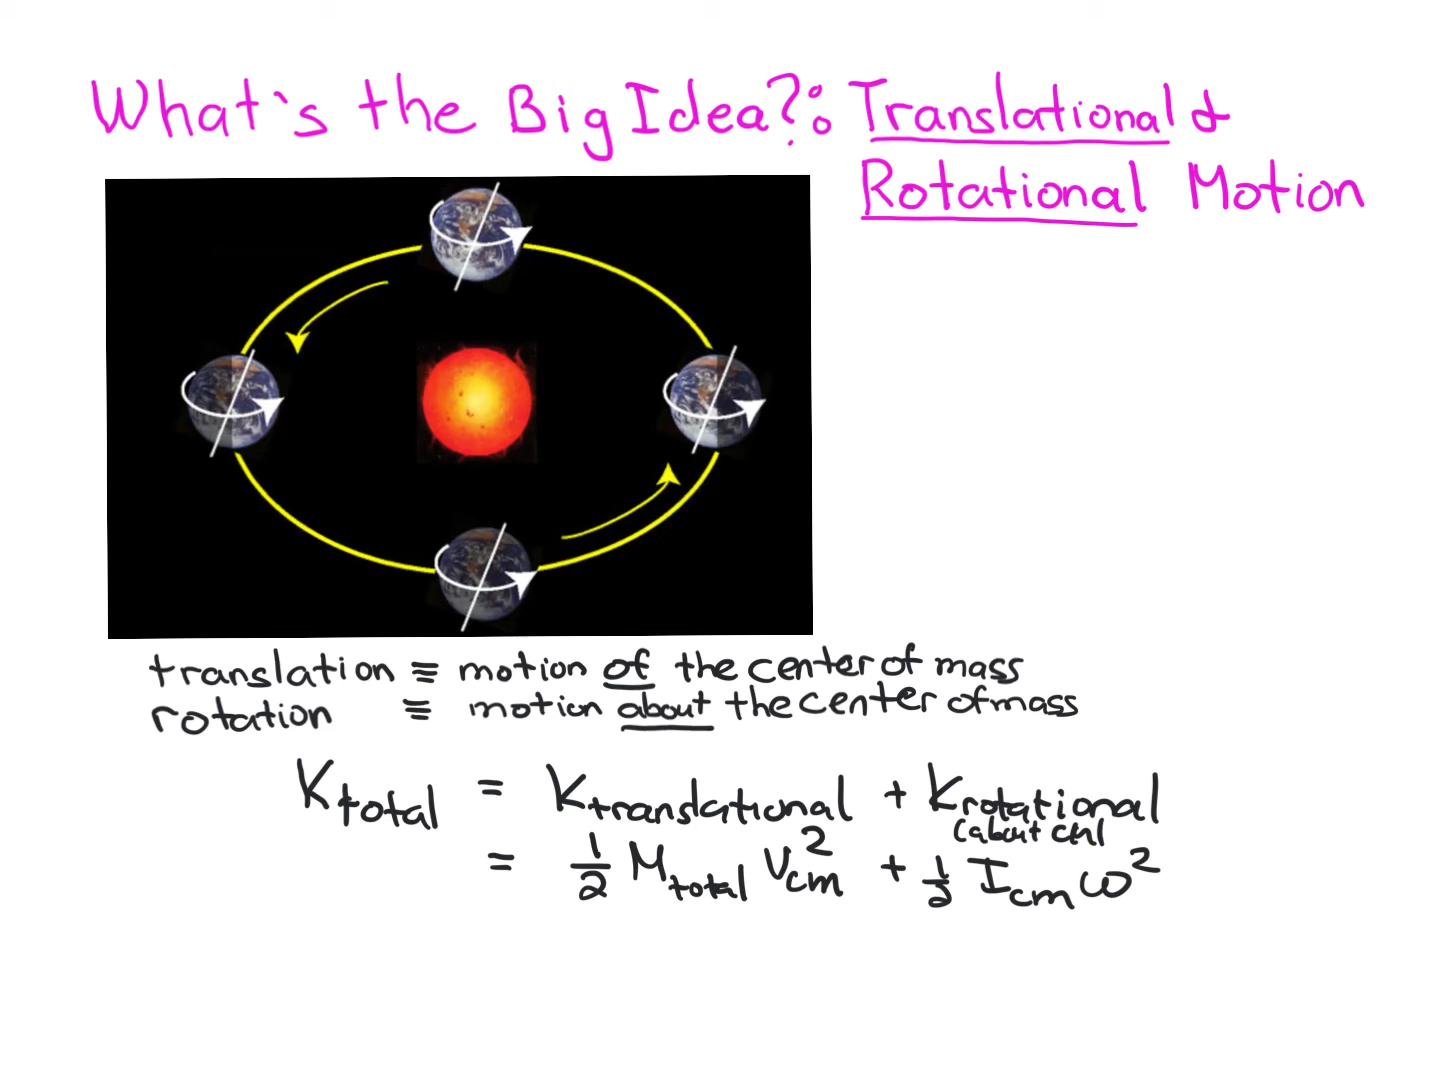 What's the Big Idea?: Translational &
Rotational Motion
translation ≡ motion of the center of mass
rotation ≡ motion about the center of mass
Ktotal = Ktranslational + Krotational
(about cm)
= 1/2 Mtotal Vcm² + 1/2 Icm ω²